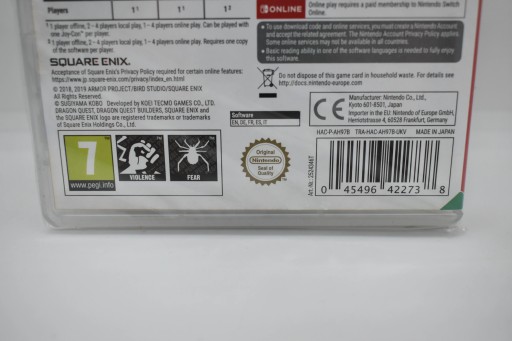 Players 1¹ 1¹ 1²
¹ 1 player offline, 2 - 4 players local play, 1 - 4 players online play. Can be played with
one Joy-Con™ per player.
² 1 player offline, 2 - 4 players local play, 1 - 4 players online play. Requires one copy
of the software per player.
SQUARE ENIX.
Acceptance of Square Enix's Privacy Policy required for certain online features:
https://eu.square-enix.com/privacy/index_en.html
© 2018, 2019 ARMOR PROJECT/BIRD STUDIO/SQUARE ENIX
© SUGIYAMA KOBO Developed by KOEI TECMO GAMES CO., LTD.
DRAGON QUEST, DRAGON QUEST BUILDERS, SQUARE ENIX and
the SQUARE ENIX logo are registered trademarks or trademarks
of Square Enix Holdings Co., Ltd.
7
www.pegi.info
VIOLENCE
FEAR
Software
EN, DE, FR, ES, IT
Original
Nintendo
Seal of
Quality
ONLINE
Online play requires a paid membership to Nintendo Switch
Online.
• To use download code and online services, you must create a Nintendo Account
and accept the related agreement. The Nintendo Account Privacy Policy applies.
Some online services may not be available in all countries.
• Basic reading ability in one of the software languages is needed to fully enjoy
this software.
Do not dispose of this game card in household waste. For details see
http://docs.nintendo-europe.com
CE
Manufacturer: Nintendo Co., Ltd.,
Kyoto 601-8501, Japan
Importer in the EU: Nintendo of Europe GmbH,
Herriotstrasse 4, 60528 Frankfurt, Germany
HAC-P-AH97B TRA-HAC-AH97B-UKV MADE IN JAPAN
Art.-Nr.: 2524346T
0 45496 42273 8